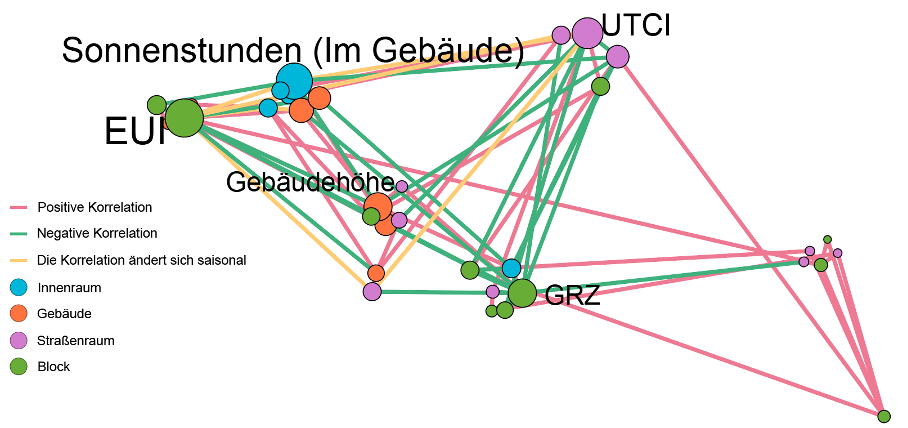 UTCI
Sonnenstunden (Im Gebäude)
EUI
Gebäudehöhe
GRZ
Positive Korrelation
Negative Korrelation
Die Korrelation ändert sich saisonal
Innenraum
Gebäude
Straßenraum
Block